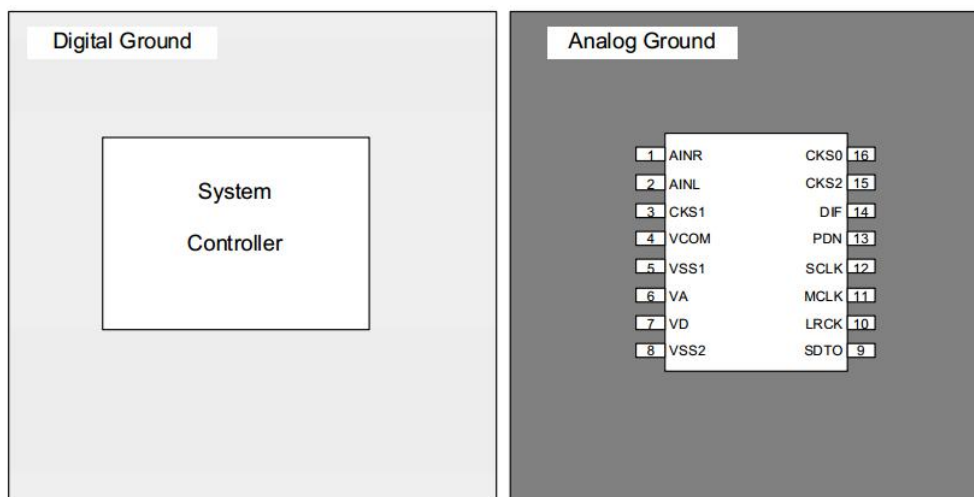 Digital Ground
Analog Ground
System
Controller
1 AINR CKS0 16
2 AINL CKS2 15
3 CKS1 DIF 14
4 VCOM PDN 13
5 VSS1 SCLK 12
6 VA MCLK 11
7 VD LRCK 10
8 VSS2 SDTO 9